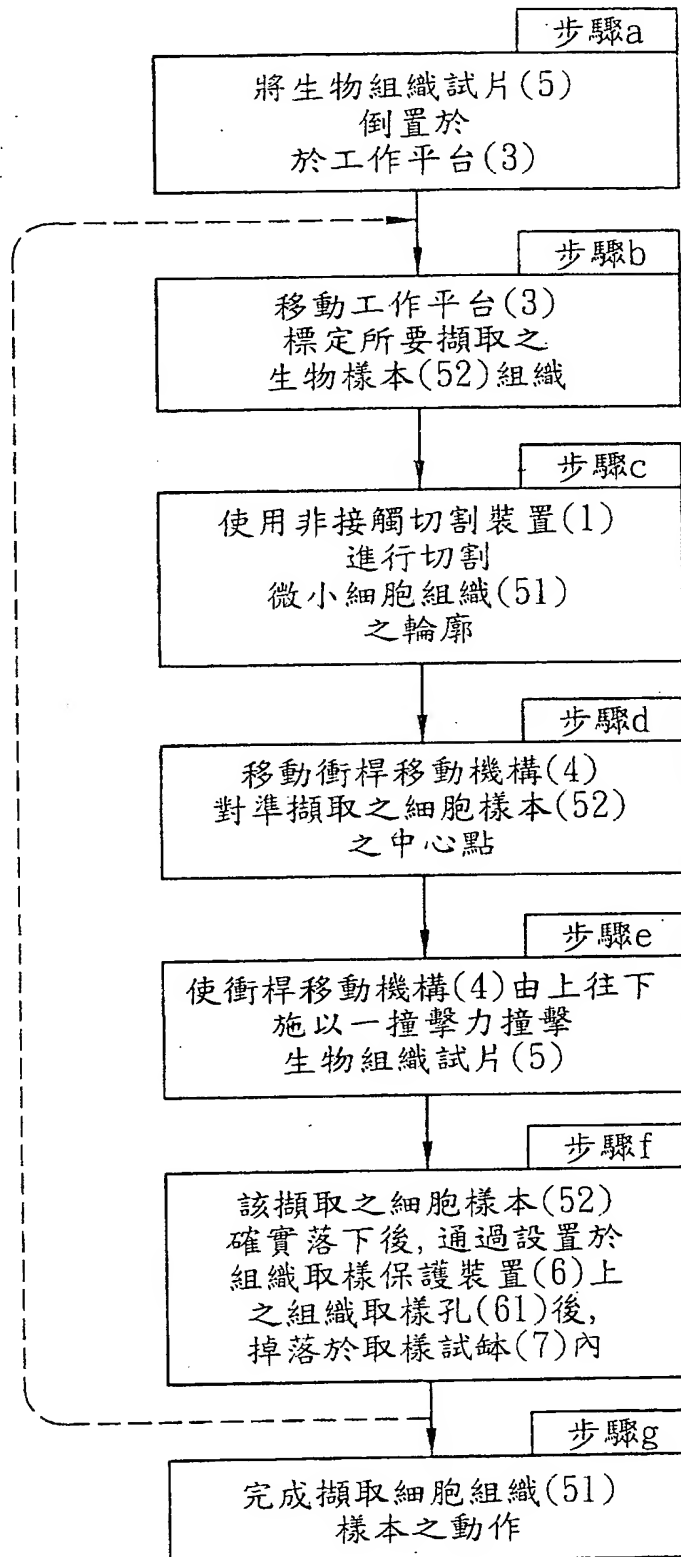 步驟a
將生物組織試片(5)
倒置於
於工作平台(3)
步驟b
移動工作平台(3)
標定所要擷取之
生物樣本(52)組織
步驟c
使用非接觸切割裝置(1)
進行切割
微小細胞組織(51)
之輪廓
步驟d
移動衝桿移動機構(4)
對準擷取之細胞樣本(52)
之中心點
步驟e
使衝桿移動機構(4)由上往下
施以一撞擊力撞擊
生物組織試片(5)
步驟f
該擷取之細胞樣本(52)
確實落下後,通過設置於
組織取樣保護裝置(6)上
之組織取樣孔(61)後,
掉落於取樣試缽(7)內
步驟g
完成擷取細胞組織(51)
樣本之動作